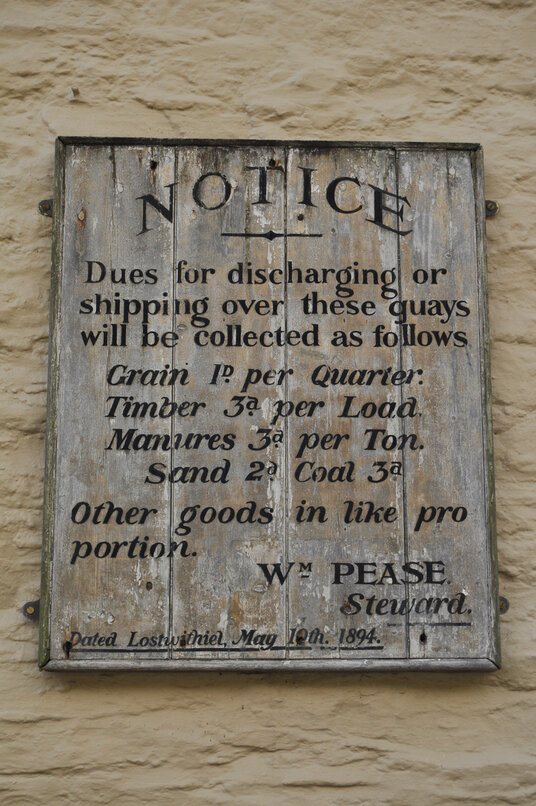 NOTICE
Dues for discharging or
shipping over these quays
will be collected as follows
Grain 1ᴰ per Quarter.
Timber 3ᵈ per Load.
Manures 3ᵈ per Ton.
Sand 2ᵈ Coal 3ᵈ
Other goods in like pro
portion.
Wᴹ PEASE.
Steward.
Dated Lostwithiel, May 10th. 1894.